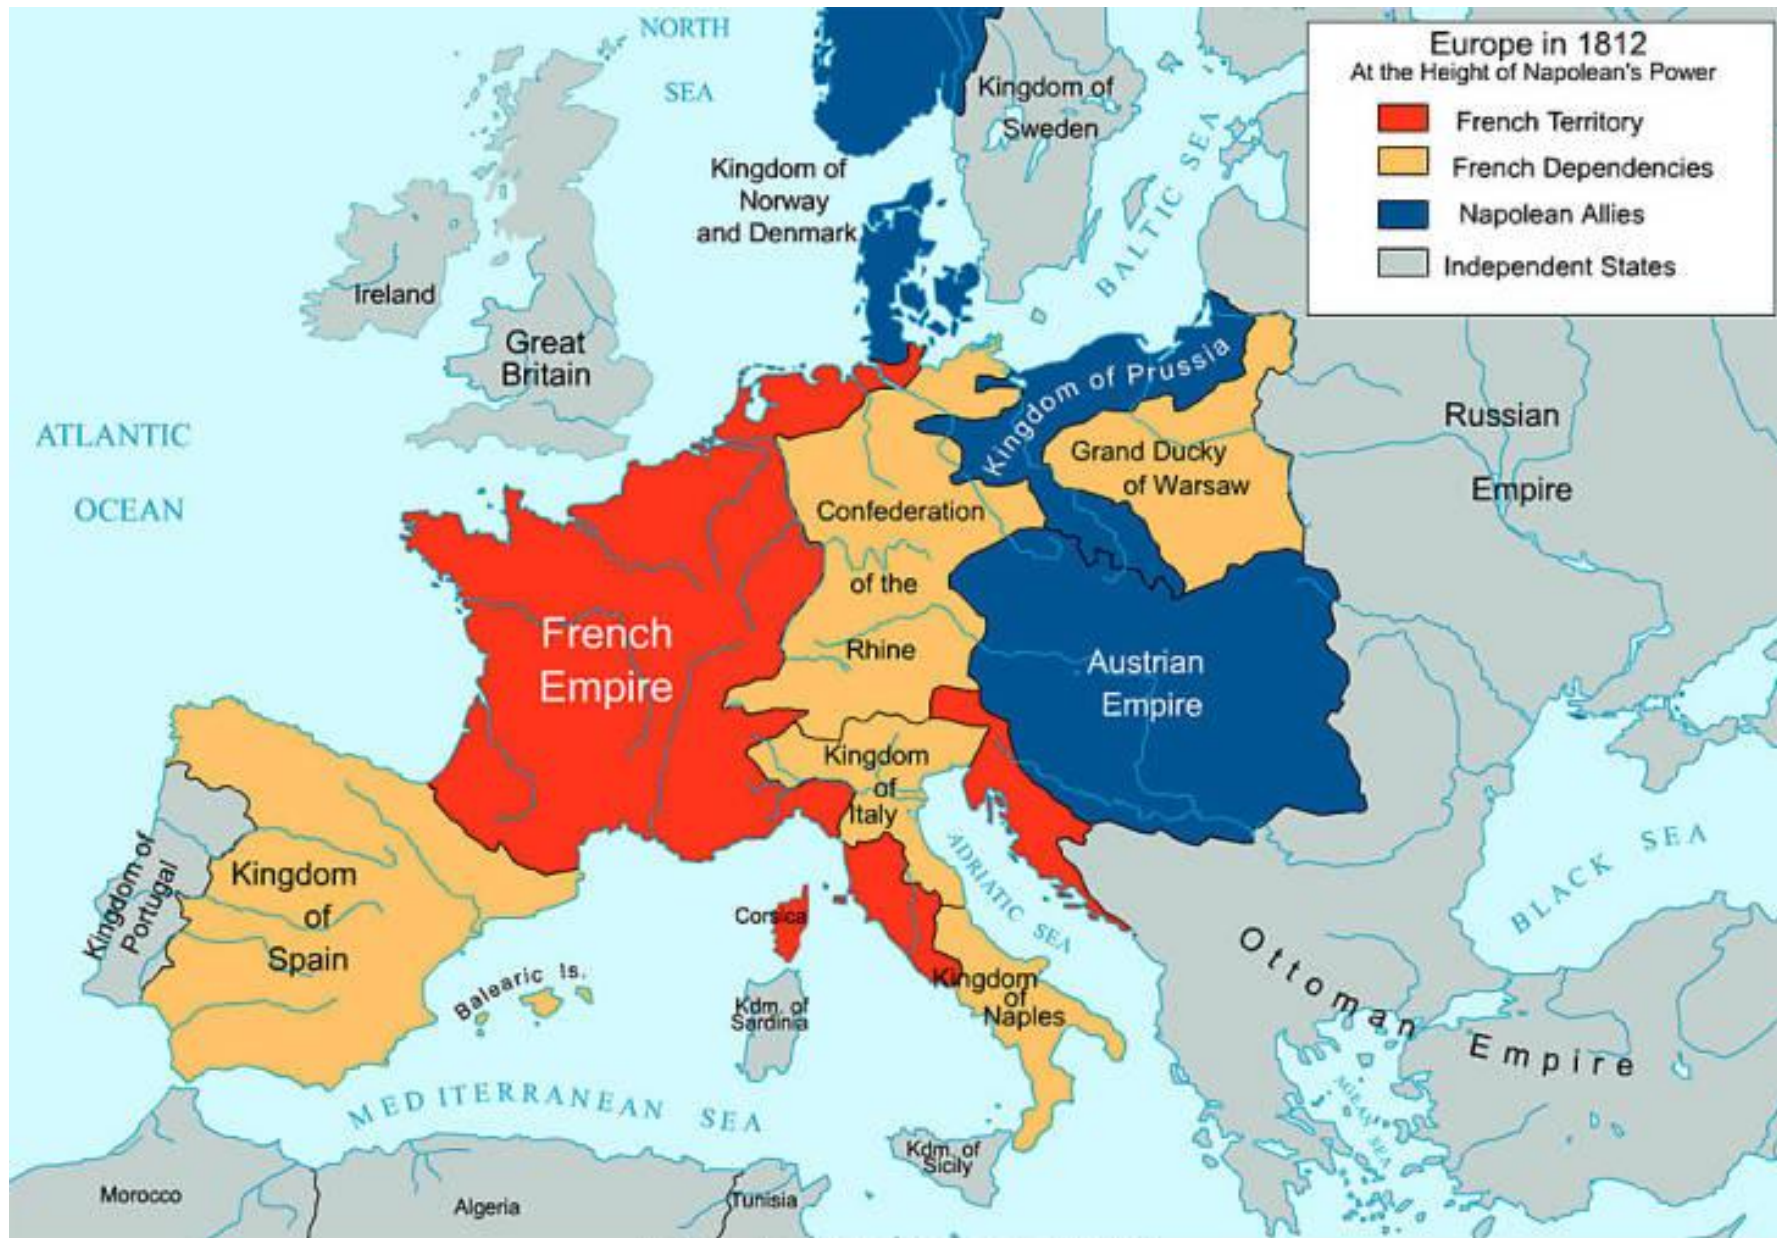 Europe in 1812
At the Height of Napolean's Power
French Territory
French Dependencies
Napolean Allies
Independent States
NORTH
SEA
Kingdom of
Sweden
Kingdom of
Norway
and Denmark
BALTIC SEA
Ireland
Great
Britain
ATLANTIC
OCEAN
Kingdom of Prussia
Grand Ducky
of Warsaw
Russian
Empire
Confederation
of the
Rhine
French
Empire
Austrian
Empire
Kingdom
of
Italy
Kingdom of
Portugal
Kingdom
of
Spain
ADRIATIC SEA
BLACK SEA
Corsica
Balearic Is.
Kdm. of
Sardinia
Kingdom
of
Naples
Ottoman Empire
MEDITERRANEAN SEA
Kdm. of
Sicily
Morocco
Algeria
Tunisia
SEA